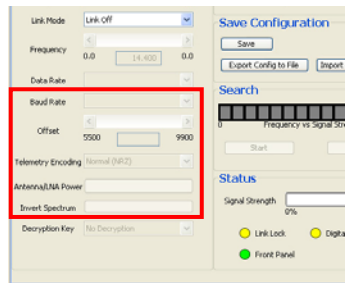 Link Mode Link Off
Frequency 0.0 14.400 0.0
Data Rate
Baud Rate
Offset 5500 9900
Telemetry Encoding Normal (NRZ)
Antenna/LNA Power
Invert Spectrum
Decryption Key No Decryption
Save Configuration
Save
Export Config to File Import
Search
0 Frequency vs Signal Stre
Start
Status
Signal Strength
0%
Link Lock Digita
Front Panel